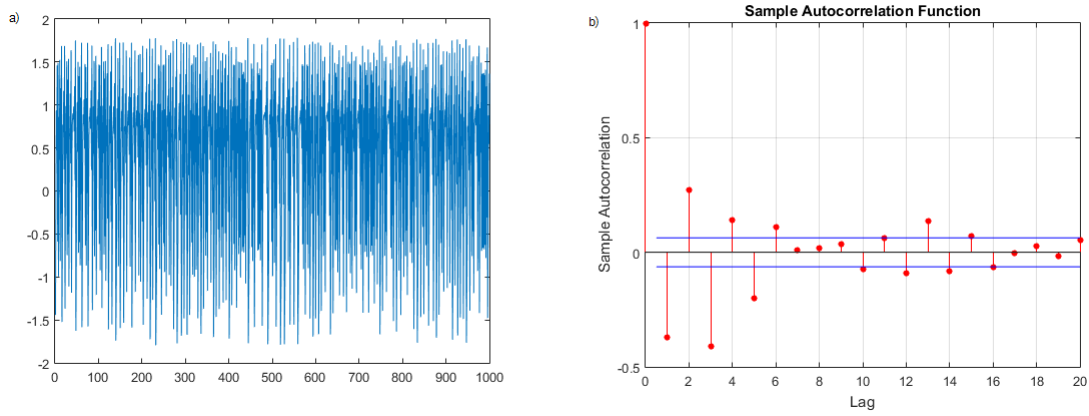 a)
2
1.5
1
0.5
0
-0.5
-1
-1.5
-2
0 100 200 300 400 500 600 700 800 900 1000
b)
Sample Autocorrelation Function
Sample Autocorrelation
1
0.5
0
-0.5
0 2 4 6 8 10 12 14 16 18 20
Lag